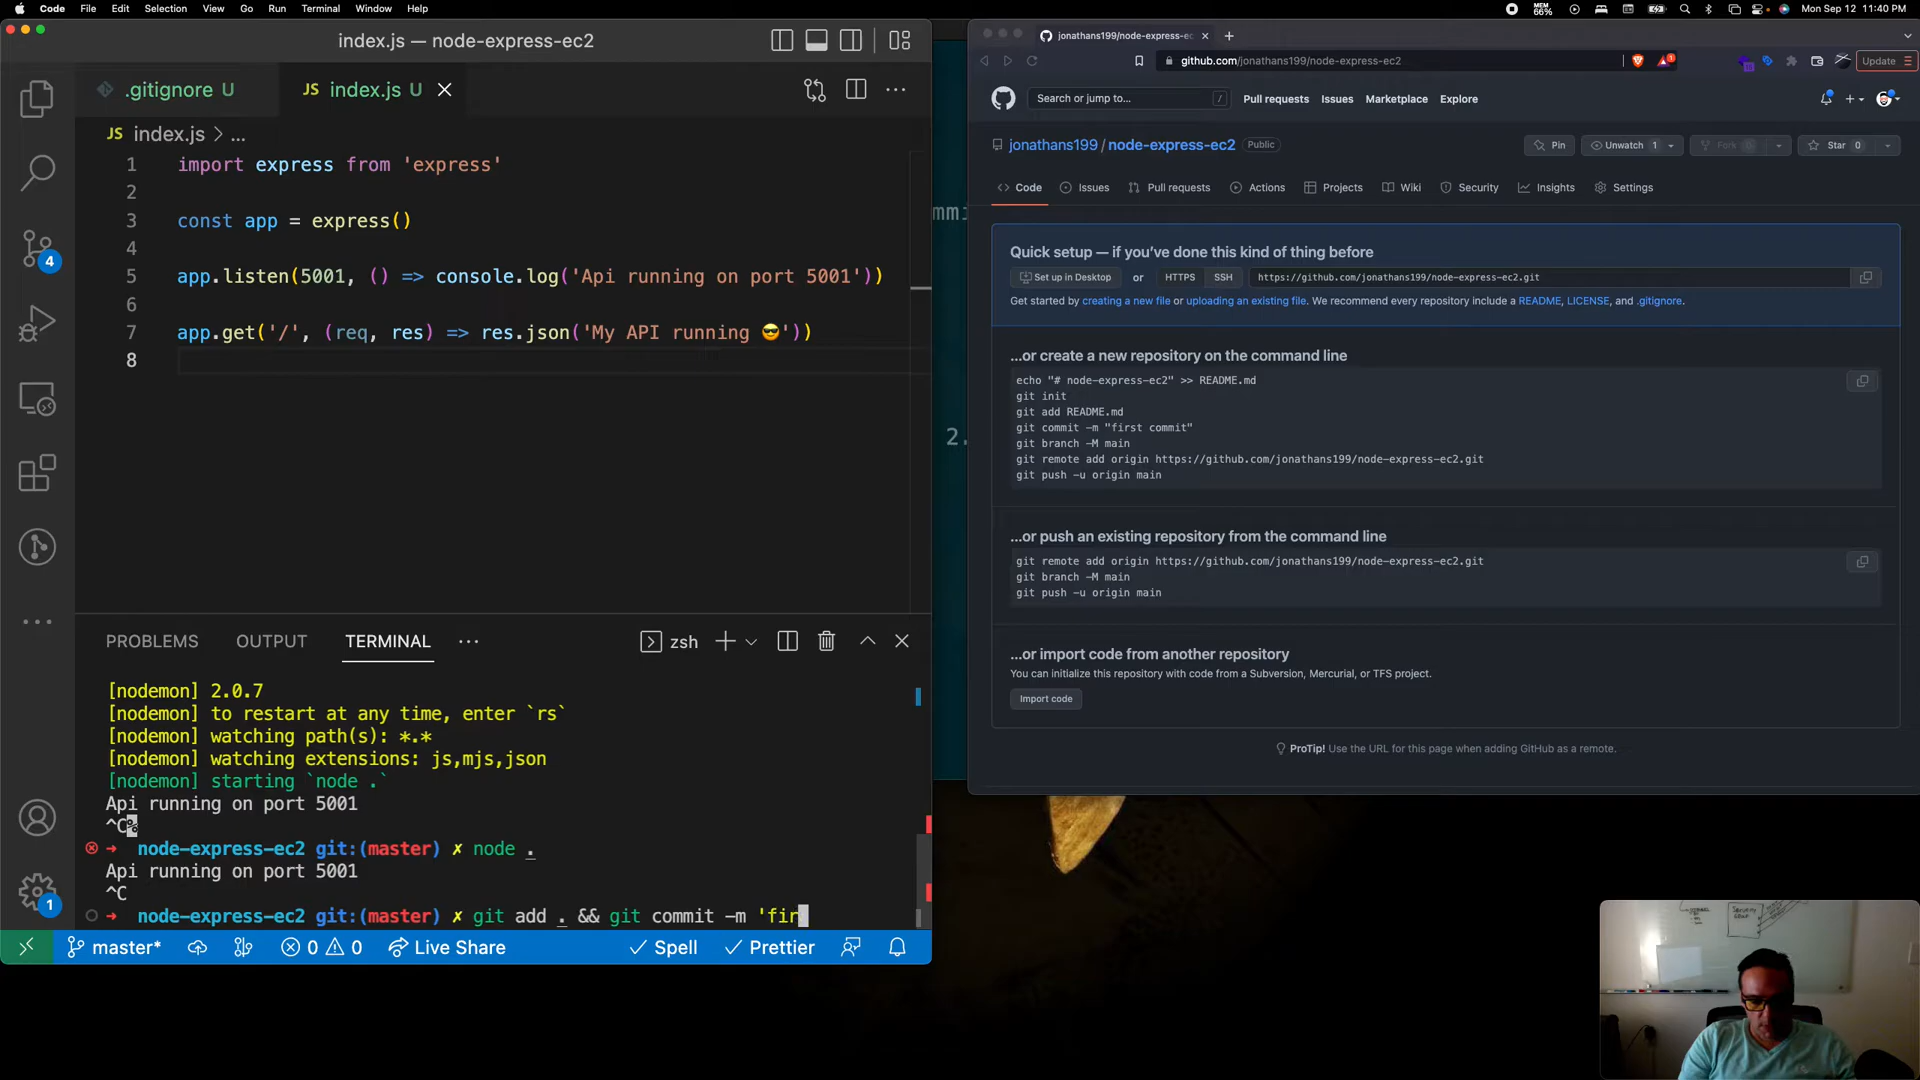 Code File Edit Selection View Go Run Terminal Window Help
MEM 66% Mon Sep 12 11:40 PM
index.js — node-express-ec2
.gitignore U
JS index.js U
JS index.js > ...
1 import express from 'express'
2
3 const app = express()
4
5 app.listen(5001, () => console.log('Api running on port 5001'))
6
7 app.get('/', (req, res) => res.json('My API running 😎'))
8
4
PROBLEMS OUTPUT TERMINAL ...
zsh
[nodemon] 2.0.7
[nodemon] to restart at any time, enter `rs`
[nodemon] watching path(s): *.*
[nodemon] watching extensions: js,mjs,json
[nodemon] starting `node .`
Api running on port 5001
^C%
→ node-express-ec2 git:(master) ✗ node .
Api running on port 5001
^C
→ node-express-ec2 git:(master) ✗ git add . && git commit -m 'fir
1
master* 0 0 Live Share Spell Prettier
mmi
2.
jonathans199/node-express-ec
github.com/jonathans199/node-express-ec2
1
Update
Search or jump to... /
Pull requests Issues Marketplace Explore
jonathans199 / node-express-ec2 Public
Pin Unwatch 1 Fork Star 0
Code Issues Pull requests Actions Projects Wiki Security Insights Settings
Quick setup — if you've done this kind of thing before
Set up in Desktop or HTTPS SSH https://github.com/jonathans199/node-express-ec2.git
Get started by creating a new file or uploading an existing file. We recommend every repository include a README, LICENSE, and .gitignore.
...or create a new repository on the command line
echo "# node-express-ec2" >> README.md
git init
git add README.md
git commit -m "first commit"
git branch -M main
git remote add origin https://github.com/jonathans199/node-express-ec2.git
git push -u origin main
...or push an existing repository from the command line
git remote add origin https://github.com/jonathans199/node-express-ec2.git
git branch -M main
git push -u origin main
...or import code from another repository
You can initialize this repository with code from a Subversion, Mercurial, or TFS project.
Import code
ProTip! Use the URL for this page when adding GitHub as a remote.